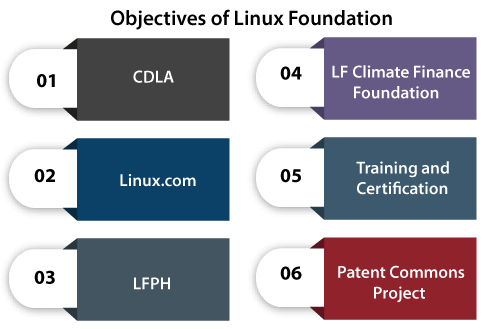 Objectives of Linux Foundation
01
CDLA
02
Linux.com
03
LFPH
04
LF Climate Finance
Foundation
05
Training and
Certification
06
Patent Commons
Project